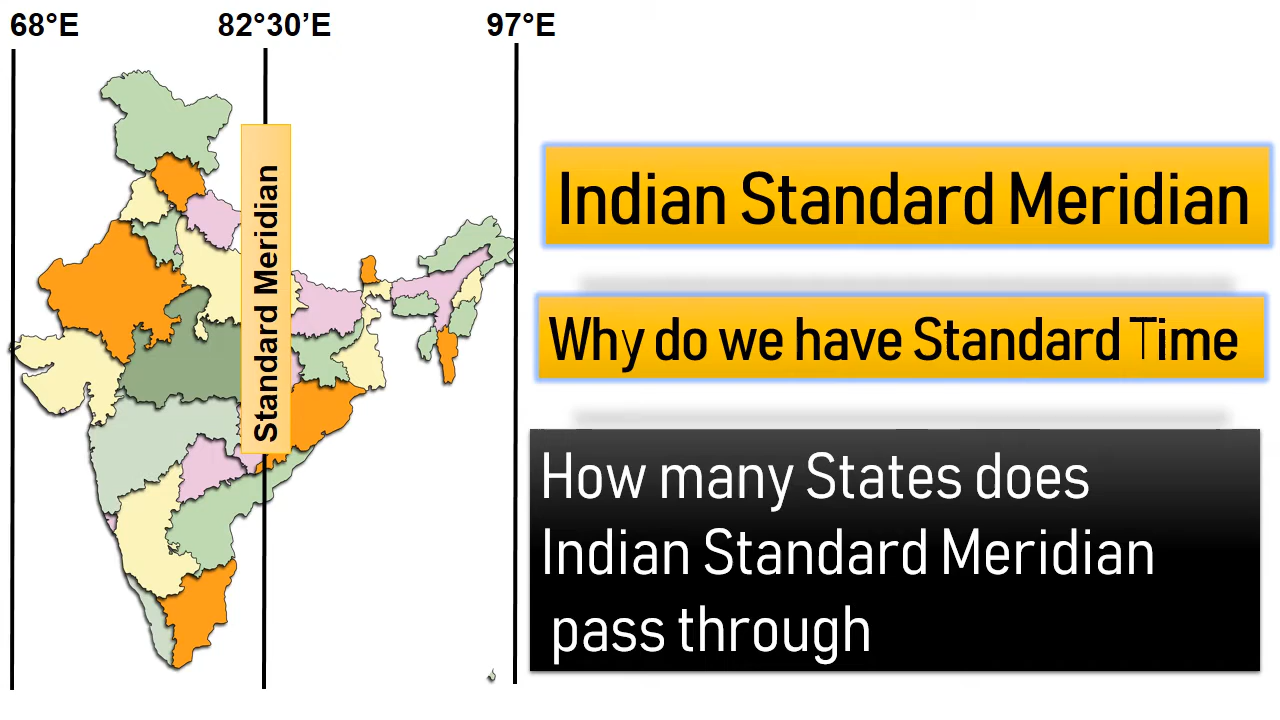 68°E 82°30’E 97°E
Standard Meridian
Indian Standard Meridian
Why do we have Standard Time
How many States does
Indian Standard Meridian
pass through